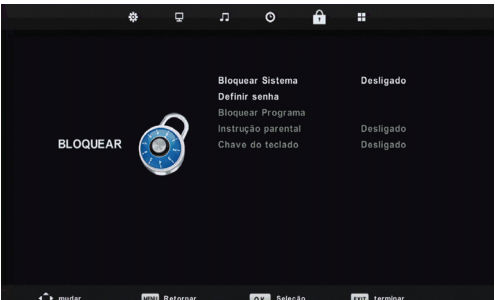 Bloquear Sistema Desligado
Definir senha
Bloquear Programa
Instrução parental Desligado
Chave do teclado Desligado
BLOQUEAR
mudar MENU Retornar OK Seleção EXIT terminar